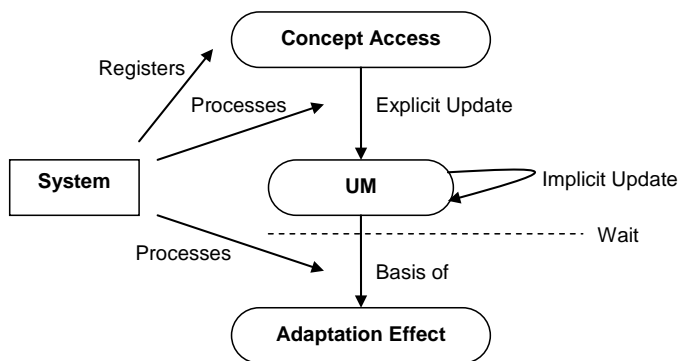 Concept Access
Registers
Processes
Explicit Update
System
UM
Implicit Update
Wait
Processes
Basis of
Adaptation Effect